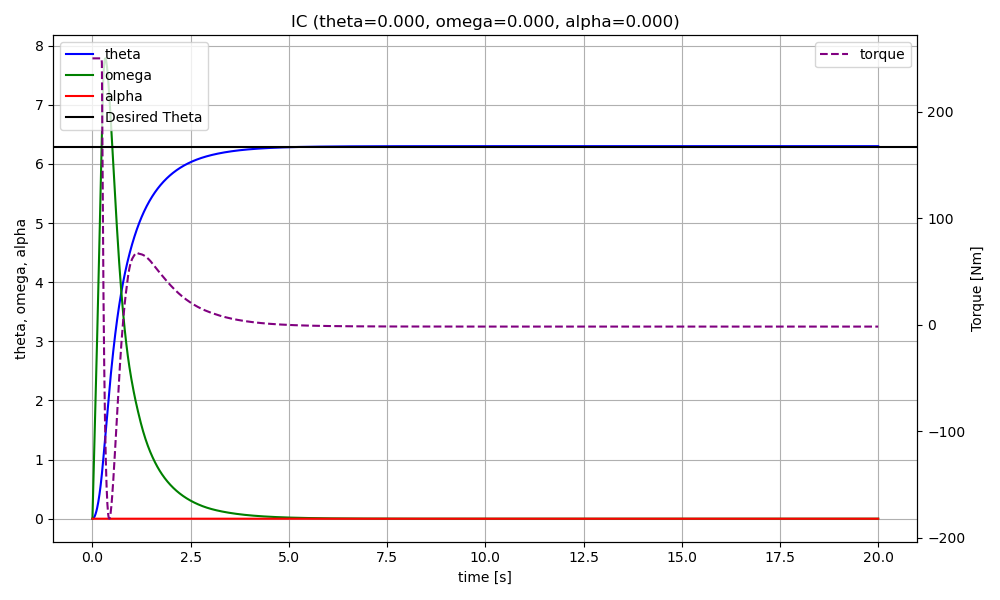 IC (theta=0.000, omega=0.000, alpha=0.000)
theta
omega
alpha
Desired Theta
torque
8
7
6
5
4
3
2
1
0
theta, omega, alpha
200
100
0
−100
−200
Torque [Nm]
0.0 2.5 5.0 7.5 10.0 12.5 15.0 17.5 20.0
time [s]